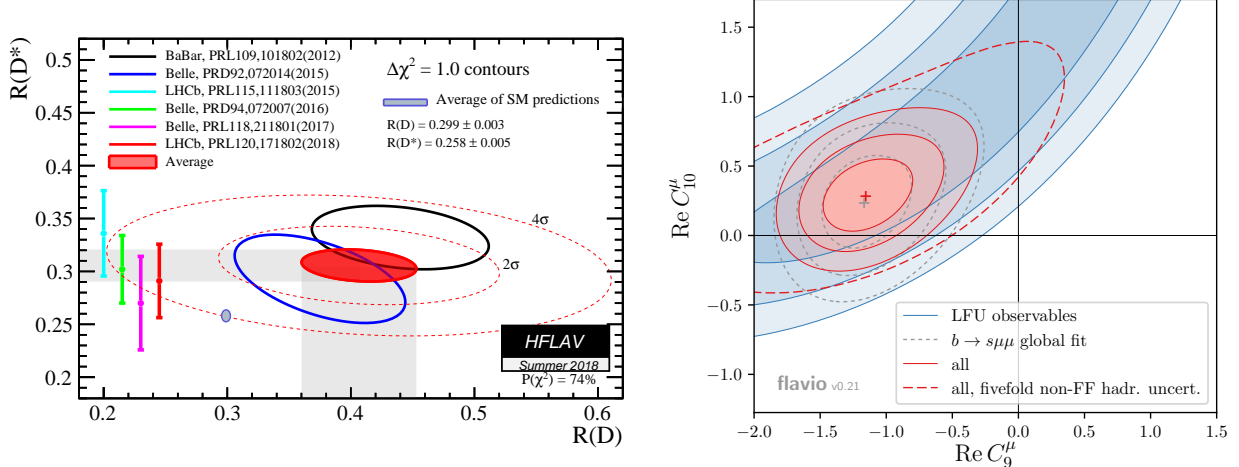 R(D*)
0.5
0.45
0.4
0.35
0.3
0.25
0.2
BaBar, PRL109,101802(2012)
Belle, PRD92,072014(2015)
LHCb, PRL115,111803(2015)
Belle, PRD94,072007(2016)
Belle, PRL118,211801(2017)
LHCb, PRL120,171802(2018)
Average
Δχ² = 1.0 contours
Average of SM predictions
R(D) = 0.299 ± 0.003
R(D*) = 0.258 ± 0.005
4σ
2σ
HFLAV
Summer 2018
P(χ²) = 74%
0.2 0.3 0.4 0.5 0.6
R(D)
Re C₁₀^μ
1.5
1.0
0.5
0.0
−0.5
−1.0
LFU observables
b → sμμ global fit
all
all, fivefold non-FF hadr. uncert.
flavio v0.21
−2.0 −1.5 −1.0 −0.5 0.0 0.5 1.0 1.5
Re C₉^μ